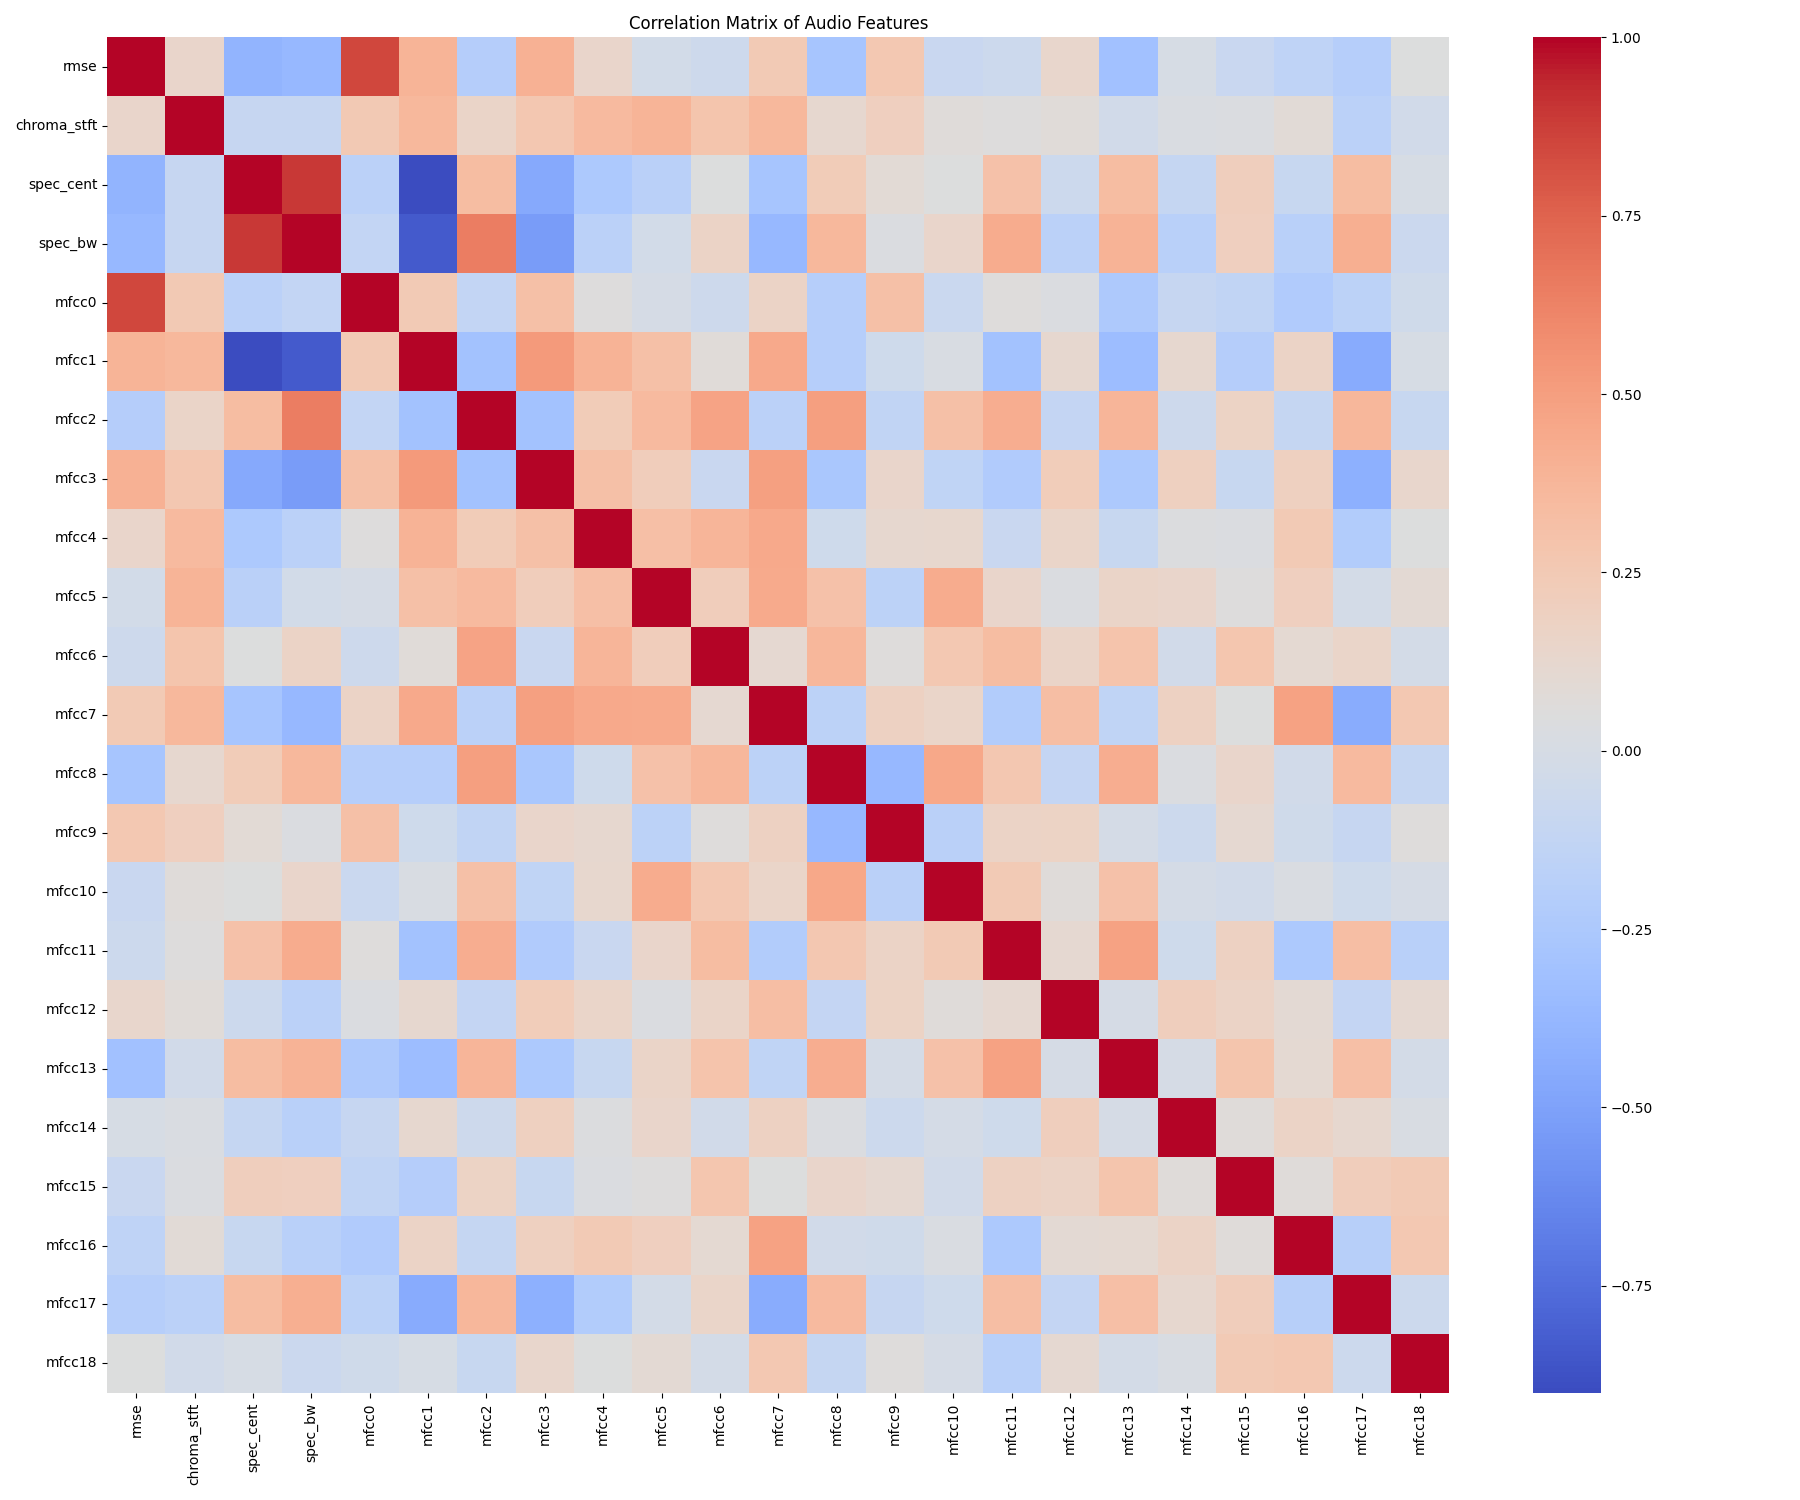 Correlation Matrix of Audio Features
rmse
chroma_stft
spec_cent
spec_bw
mfcc0
mfcc1
mfcc2
mfcc3
mfcc4
mfcc5
mfcc6
mfcc7
mfcc8
mfcc9
mfcc10
mfcc11
mfcc12
mfcc13
mfcc14
mfcc15
mfcc16
mfcc17
mfcc18
rmse
chroma_stft
spec_cent
spec_bw
mfcc0
mfcc1
mfcc2
mfcc3
mfcc4
mfcc5
mfcc6
mfcc7
mfcc8
mfcc9
mfcc10
mfcc11
mfcc12
mfcc13
mfcc14
mfcc15
mfcc16
mfcc17
mfcc18
1.00
0.75
0.50
0.25
0.00
−0.25
−0.50
−0.75